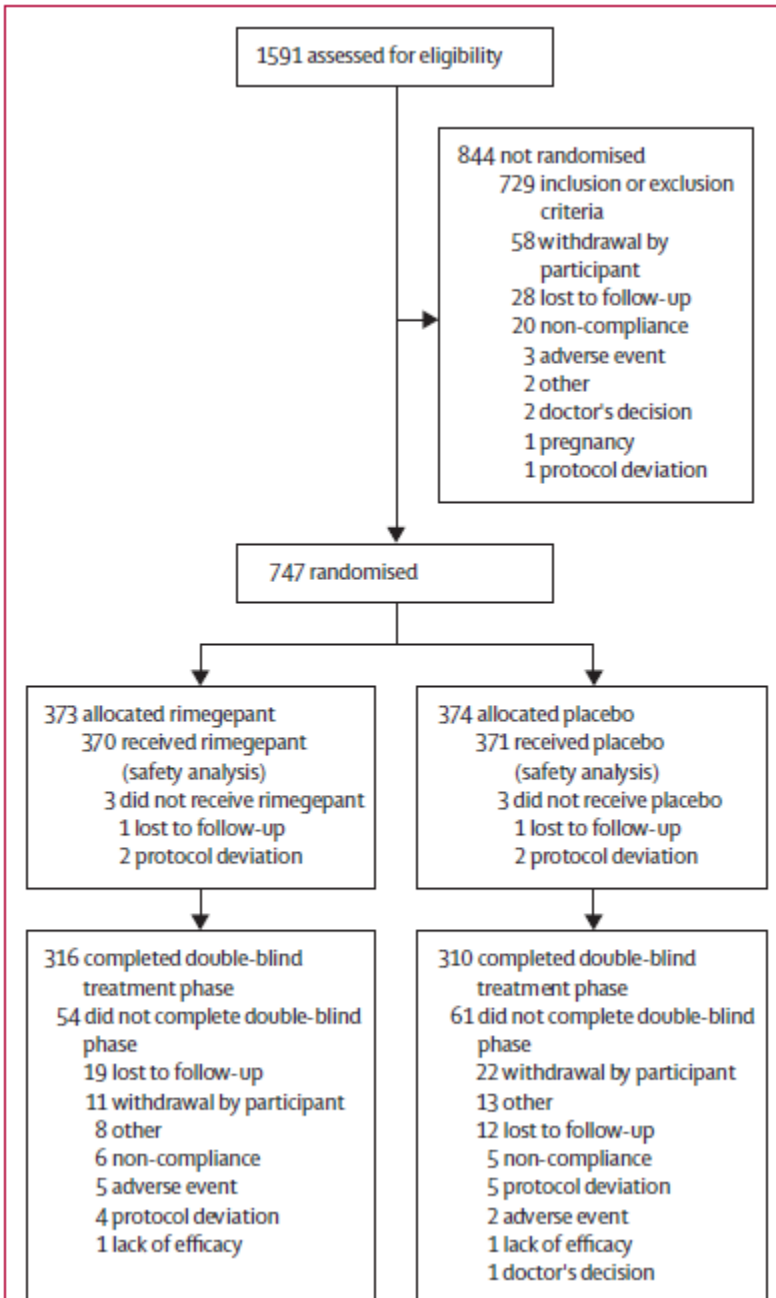 1591 assessed for eligibility
844 not randomised
729 inclusion or exclusion
criteria
58 withdrawal by
participant
28 lost to follow-up
20 non-compliance
3 adverse event
2 other
2 doctor's decision
1 pregnancy
1 protocol deviation
747 randomised
373 allocated rimegepant
370 received rimegepant
(safety analysis)
3 did not receive rimegepant
1 lost to follow-up
2 protocol deviation
374 allocated placebo
371 received placebo
(safety analysis)
3 did not receive placebo
1 lost to follow-up
2 protocol deviation
316 completed double-blind
treatment phase
54 did not complete double-blind
phase
19 lost to follow-up
11 withdrawal by participant
8 other
6 non-compliance
5 adverse event
4 protocol deviation
1 lack of efficacy
310 completed double-blind
treatment phase
61 did not complete double-blind
phase
22 withdrawal by participant
13 other
12 lost to follow-up
5 non-compliance
5 protocol deviation
2 adverse event
1 lack of efficacy
1 doctor's decision